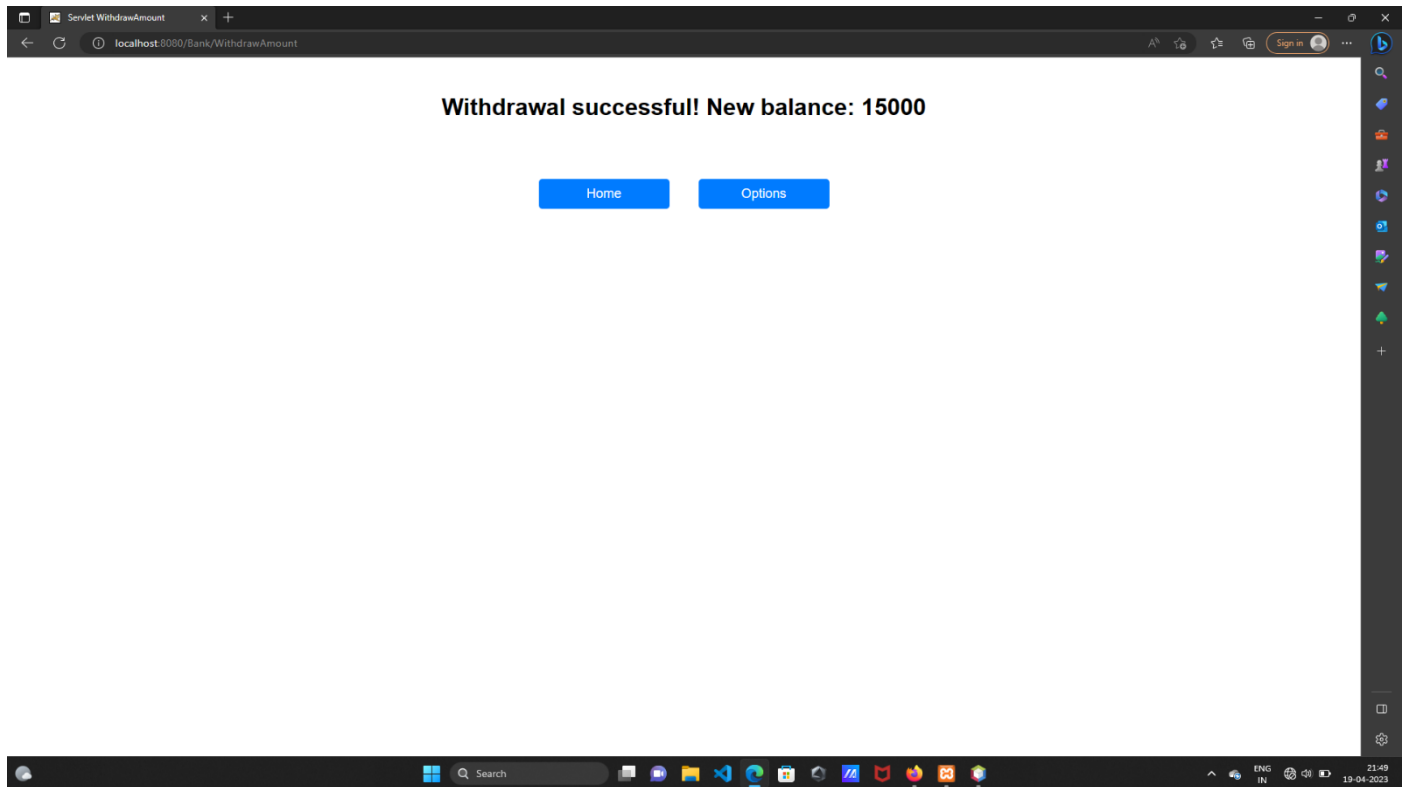 Servlet WithdrawAmount
localhost:8080/Bank/WithdrawAmount
Sign in
Withdrawal successful! New balance: 15000
Home Options
Search
ENG
IN
21:49
19-04-2023